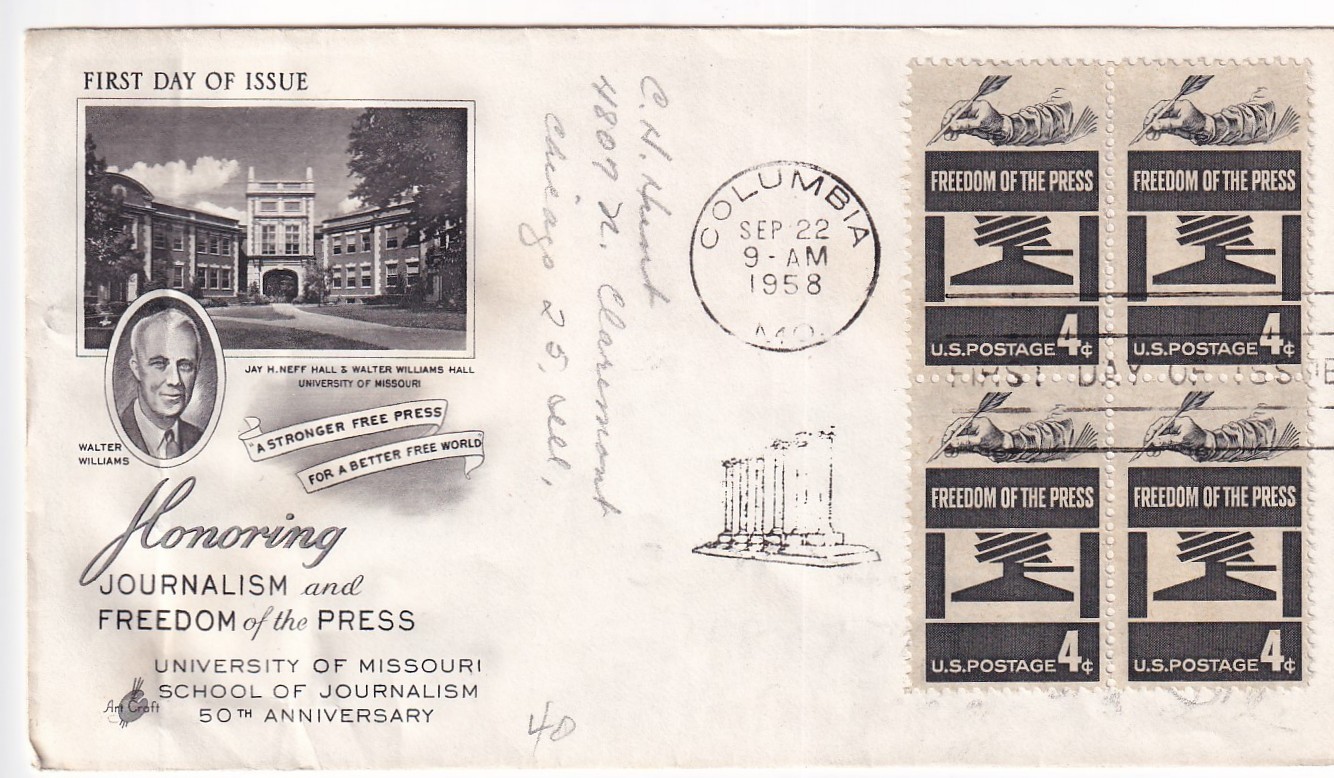 FIRST DAY OF ISSUE
JAY H. NEFF HALL & WALTER WILLIAMS HALL
UNIVERSITY OF MISSOURI
WALTER
WILLIAMS
"A STRONGER FREE PRESS
FOR A BETTER FREE WORLD"
Honoring
JOURNALISM and
FREEDOM of the PRESS
UNIVERSITY OF MISSOURI
SCHOOL OF JOURNALISM
50TH ANNIVERSARY
Art Craft
C. H. Hunt
4807 N. Claremont
Chicago 25, Ill.
40
COLUMBIA
SEP 22
9-AM
1958
MO.
FREEDOM OF THE PRESS
U.S. POSTAGE 4¢
FREEDOM OF THE PRESS
U.S. POSTAGE 4¢
FIRST DAY OF ISSUE
FREEDOM OF THE PRESS
U.S. POSTAGE 4¢
FREEDOM OF THE PRESS
U.S. POSTAGE 4¢